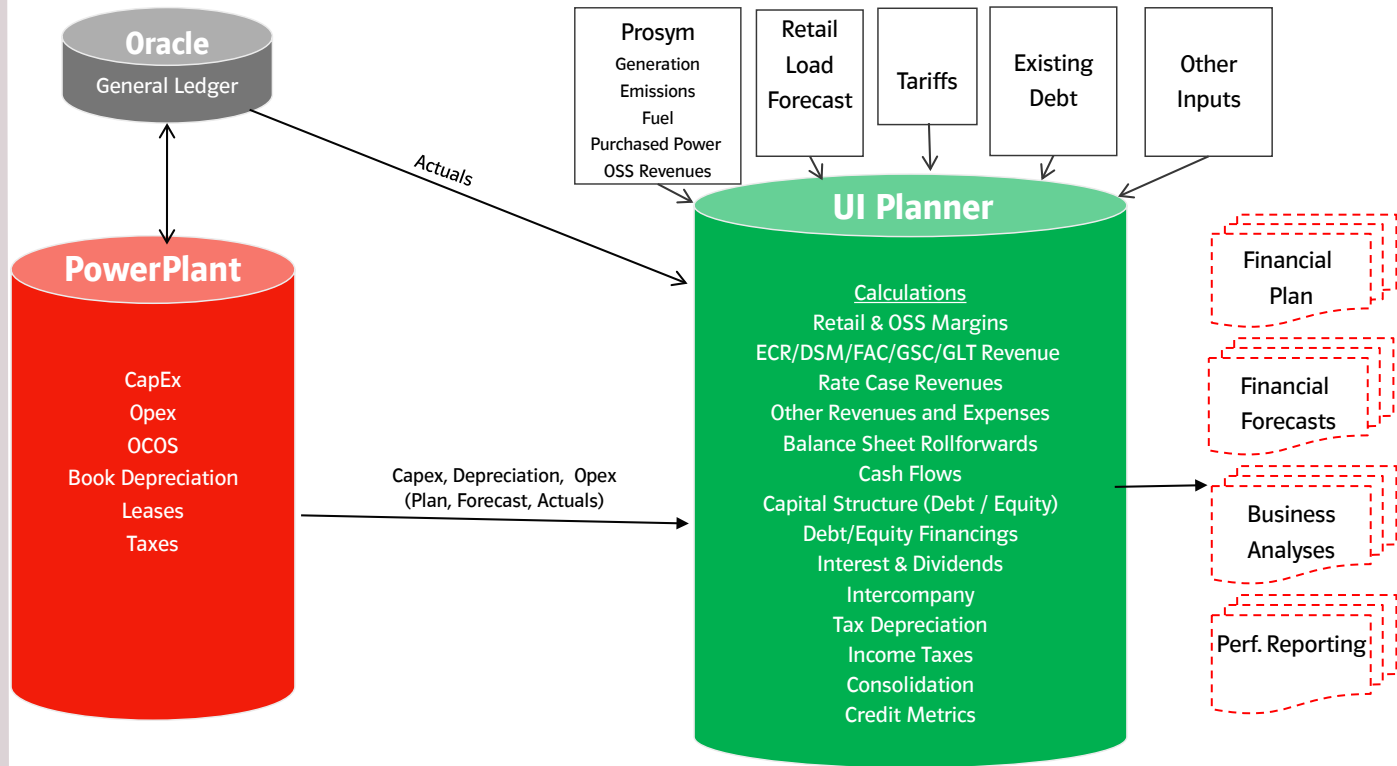 Oracle
General Ledger
Prosym
Generation
Emissions
Fuel
Purchased Power
OSS Revenues
Retail
Load
Forecast
Tariffs
Existing
Debt
Other
Inputs
Actuals
PowerPlant
CapEx
Opex
OCOS
Book Depreciation
Leases
Taxes
Capex, Depreciation, Opex
(Plan, Forecast, Actuals)
UI Planner
Calculations
Retail & OSS Margins
ECR/DSM/FAC/GSC/GLT Revenue
Rate Case Revenues
Other Revenues and Expenses
Balance Sheet Rollforwards
Cash Flows
Capital Structure (Debt / Equity)
Debt/Equity Financings
Interest & Dividends
Intercompany
Tax Depreciation
Income Taxes
Consolidation
Credit Metrics
Financial
Plan
Financial
Forecasts
Business
Analyses
Perf. Reporting